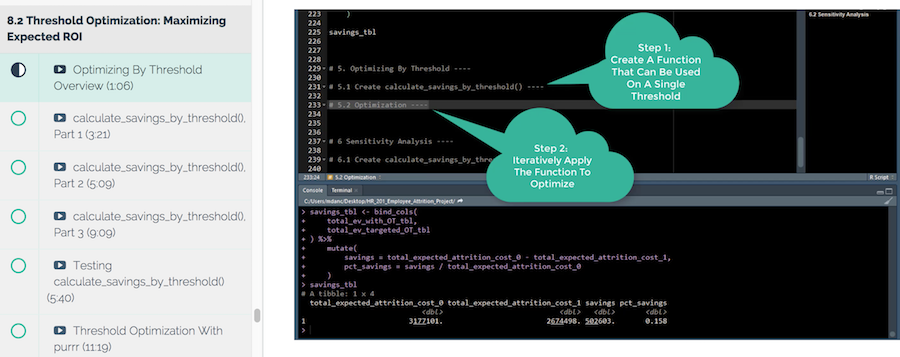 8.2 Threshold Optimization: Maximizing
Expected ROI
Optimizing By Threshold
Overview (1:06)
calculate_savings_by_threshold(),
Part 1 (3:21)
calculate_savings_by_threshold(),
Part 2 (5:09)
calculate_savings_by_threshold(),
Part 3 (9:09)
Testing
calculate_savings_by_threshold()
(5:40)
Threshold Optimization With
purrr (11:19)
223 )
224
225 savings_tbl
226
227
228
229 # 5. Optimizing By Threshold ----
230
231 # 5.1 Create calculate_savings_by_threshold() ----
232
233 # 5.2 Optimization ----
234
235
236
237 # 6 Sensitivity Analysis ----
238
239 # 6.1 Create calculate_savings_by_thre
240
6.2 Sensitivity Analysis
Step 1:
Create A Function
That Can Be Used
On A Single
Threshold
Step 2:
Iteratively Apply
The Function To
Optimize
233:24 5.2 Optimization R Script
Console Terminal
C:/Users/mdanc/Desktop/HR_201_Employee_Attrition_Project/
> savings_tbl <- bind_cols(
+ total_ev_with_OT_tbl,
+ total_ev_targeted_OT_tbl
+ ) %>%
+ mutate(
+ savings = total_expected_attrition_cost_0 - total_expected_attrition_cost_1,
+ pct_savings = savings / total_expected_attrition_cost_0
+ )
> savings_tbl
# A tibble: 1 x 4
total_expected_attrition_cost_0 total_expected_attrition_cost_1 savings pct_savings
<dbl> <dbl> <dbl> <dbl>
1 3177101. 2674498. 502603. 0.158
>